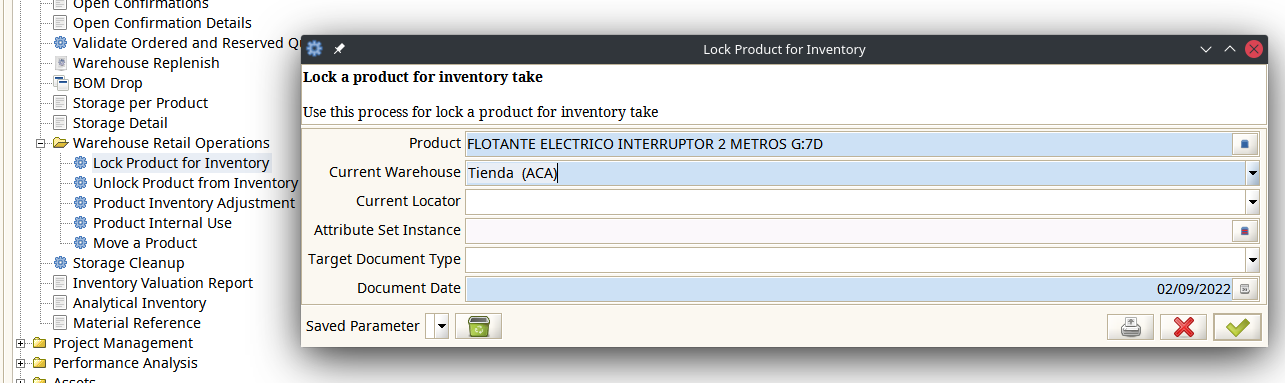 Open Confirmations
Open Confirmation Details
Validate Ordered and Reserved Q
Warehouse Replenish
BOM Drop
Storage per Product
Storage Detail
Warehouse Retail Operations
Lock Product for Inventory
Unlock Product from Inventory
Product Inventory Adjustment
Product Internal Use
Move a Product
Storage Cleanup
Inventory Valuation Report
Analytical Inventory
Material Reference
Project Management
Performance Analysis
Assets
Lock Product for Inventory
Lock a product for inventory take
Use this process for lock a product for inventory take
Product FLOTANTE ELECTRICO INTERRUPTOR 2 METROS G:7D
Current Warehouse Tienda (ACA)
Current Locator
Attribute Set Instance
Target Document Type
Document Date 02/09/2022
Saved Parameter